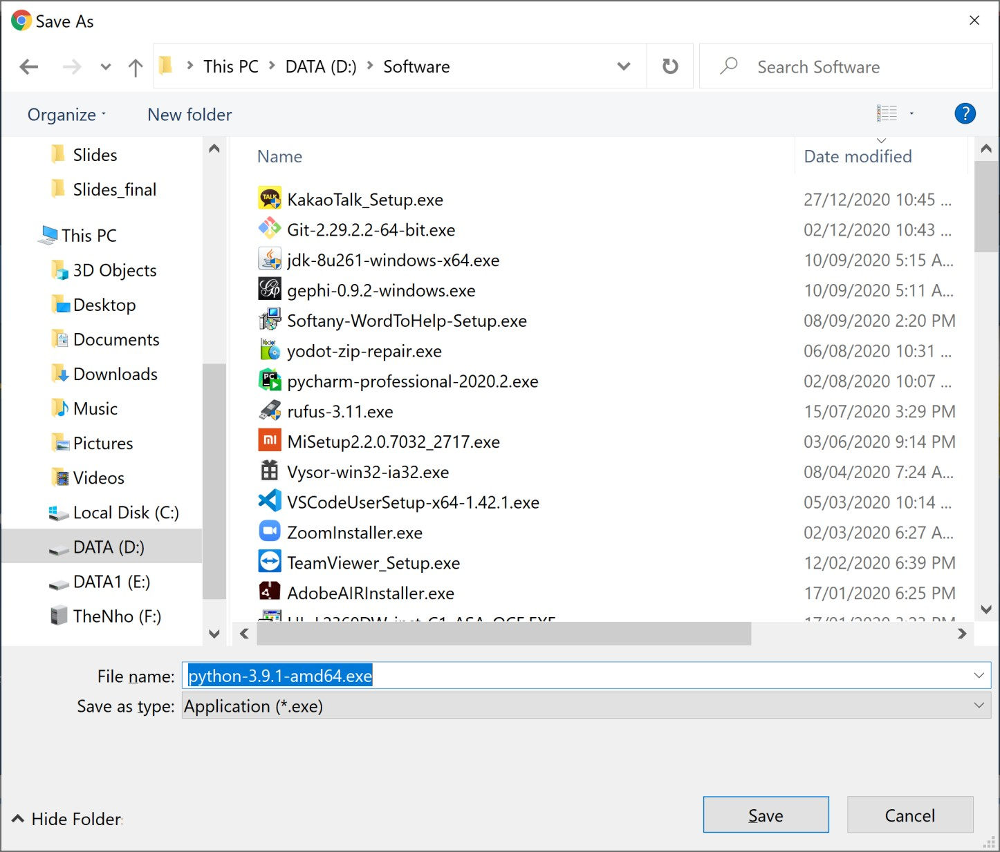 Save As
This PC > DATA (D:) > Software
Search Software
Organize
New folder
Slides
Slides_final
This PC
3D Objects
Desktop
Documents
Downloads
Music
Pictures
Videos
Local Disk (C:)
DATA (D:)
DATA1 (E:)
TheNho (F:)
Name Date modified
KakaoTalk_Setup.exe 27/12/2020 10:45 ...
Git-2.29.2.2-64-bit.exe 02/12/2020 10:43 ...
jdk-8u261-windows-x64.exe 10/09/2020 5:15 A...
gephi-0.9.2-windows.exe 10/09/2020 5:11 A...
Softany-WordToHelp-Setup.exe 08/09/2020 2:20 PM
yodot-zip-repair.exe 06/08/2020 10:31 ...
pycharm-professional-2020.2.exe 02/08/2020 10:07 ...
rufus-3.11.exe 15/07/2020 3:29 PM
MiSetup2.2.0.7032_2717.exe 03/06/2020 9:14 PM
Vysor-win32-ia32.exe 08/04/2020 7:24 A...
VSCodeUserSetup-x64-1.42.1.exe 05/03/2020 10:14 ...
ZoomInstaller.exe 02/03/2020 6:27 A...
TeamViewer_Setup.exe 12/02/2020 6:39 PM
AdobeAIRInstaller.exe 17/01/2020 6:25 PM
File name: python-3.9.1-amd64.exe
Save as type: Application (*.exe)
Hide Folder
Save
Cancel